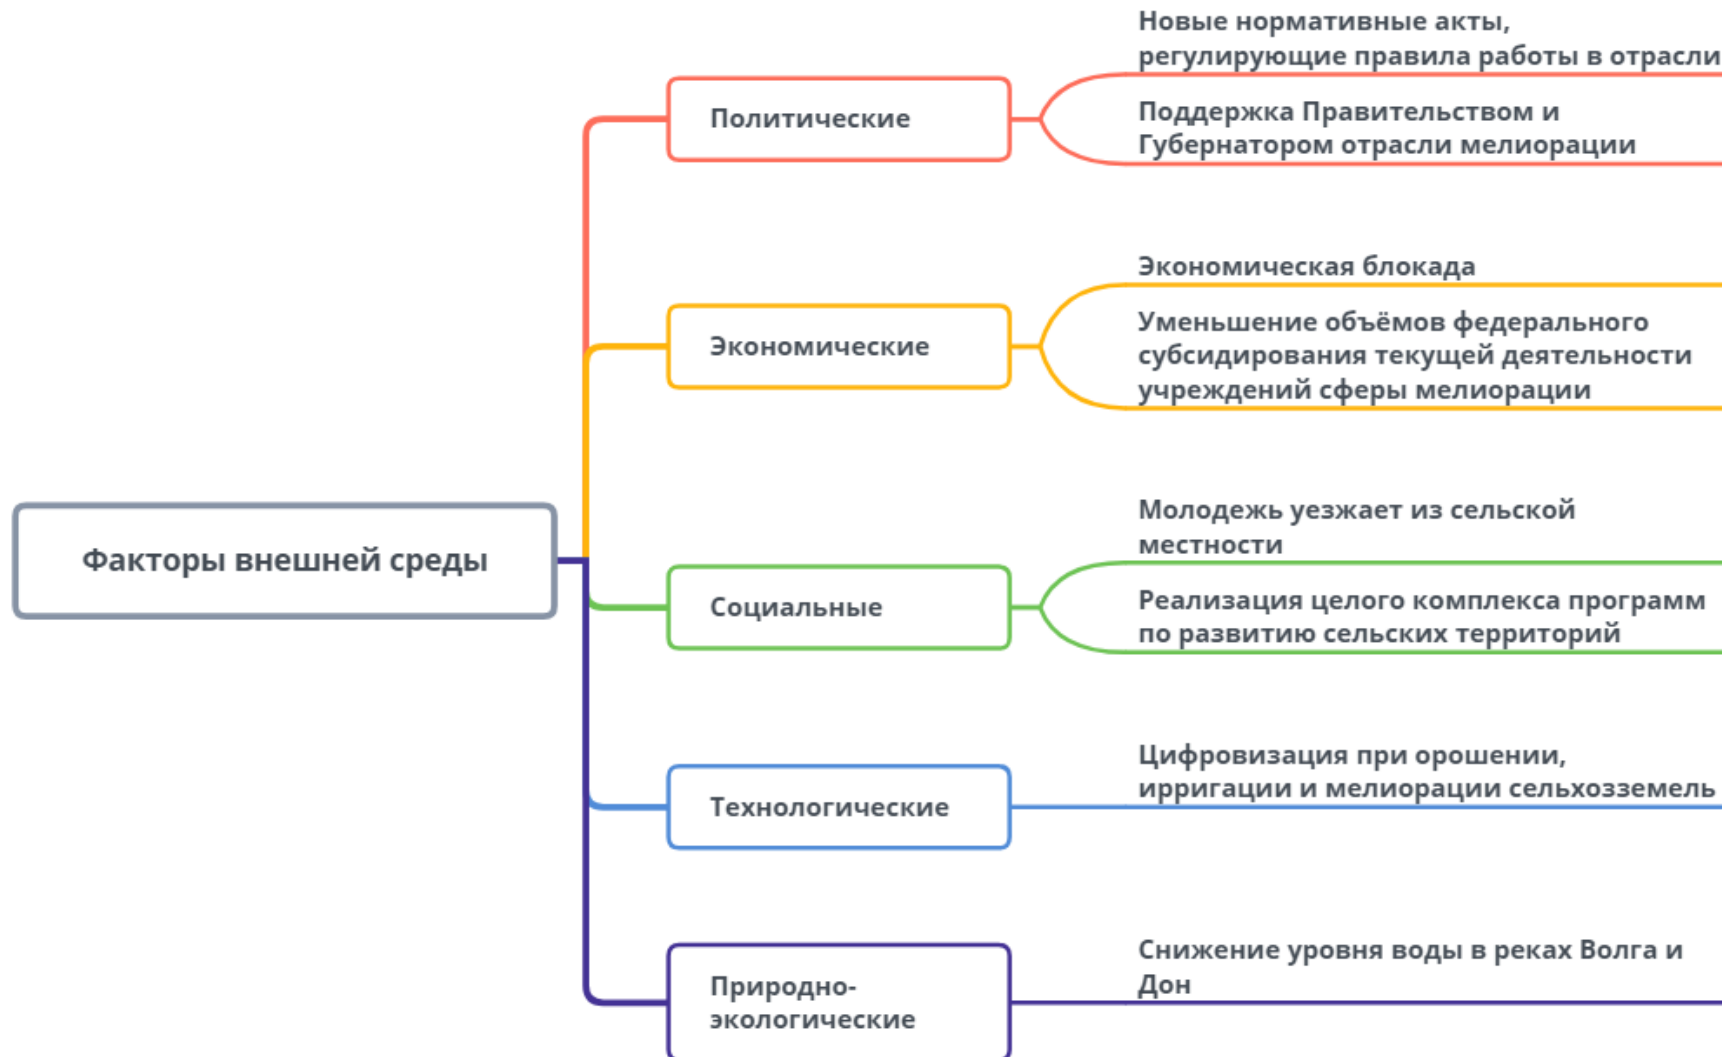 Новые нормативные акты,
регулирующие правила работы в отрасли
Политические
Поддержка Правительством и
Губернатором отрасли мелиорации
Экономическая блокада
Экономические
Уменьшение объёмов федерального
субсидирования текущей деятельности
учреждений сферы мелиорации
Факторы внешней среды
Молодежь уезжает из сельской
местности
Социальные
Реализация целого комплекса программ
по развитию сельских территорий
Технологические
Цифровизация при орошении,
ирригации и мелиорации сельхозземель
Природно-
экологические
Снижение уровня воды в реках Волга и
Дон